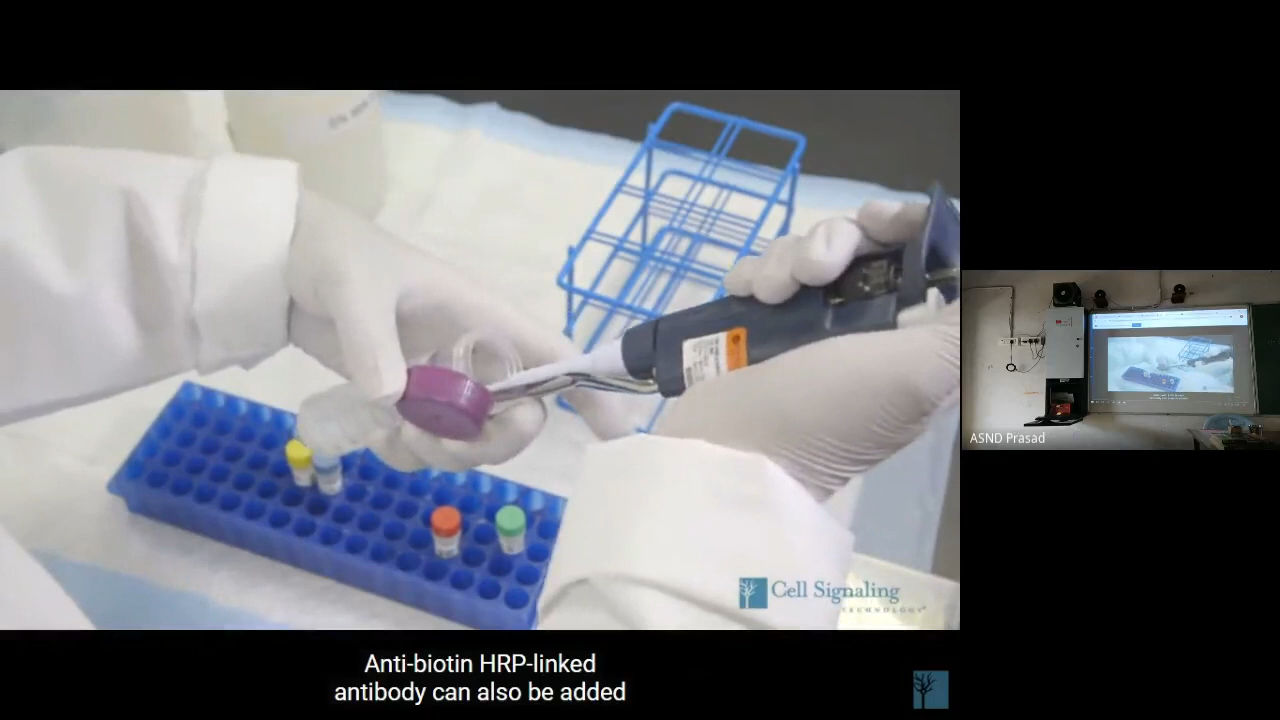 Cell Signaling
TECHNOLOGY
Anti-biotin HRP-linked
antibody can also be added
ASND Prasad